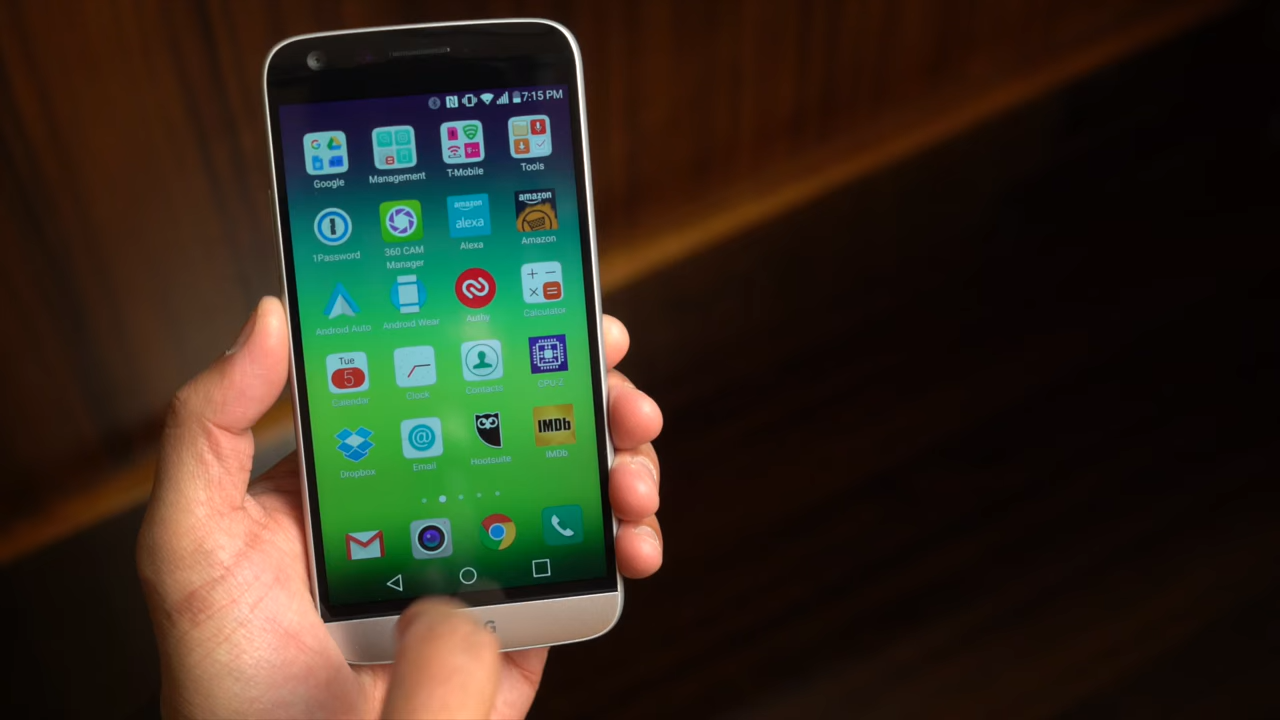 7:15 PM
Google
Management
T-Mobile
Tools
amazon
alexa
amazon
1Password
360 CAM
Manager
Alexa
Amazon
Android Auto
Android Wear
Authy
Calculator
Tue
5
Calendar
Clock
Contacts
CPU-Z
IMDb
Dropbox
Email
Hootsuite
IMDb
G